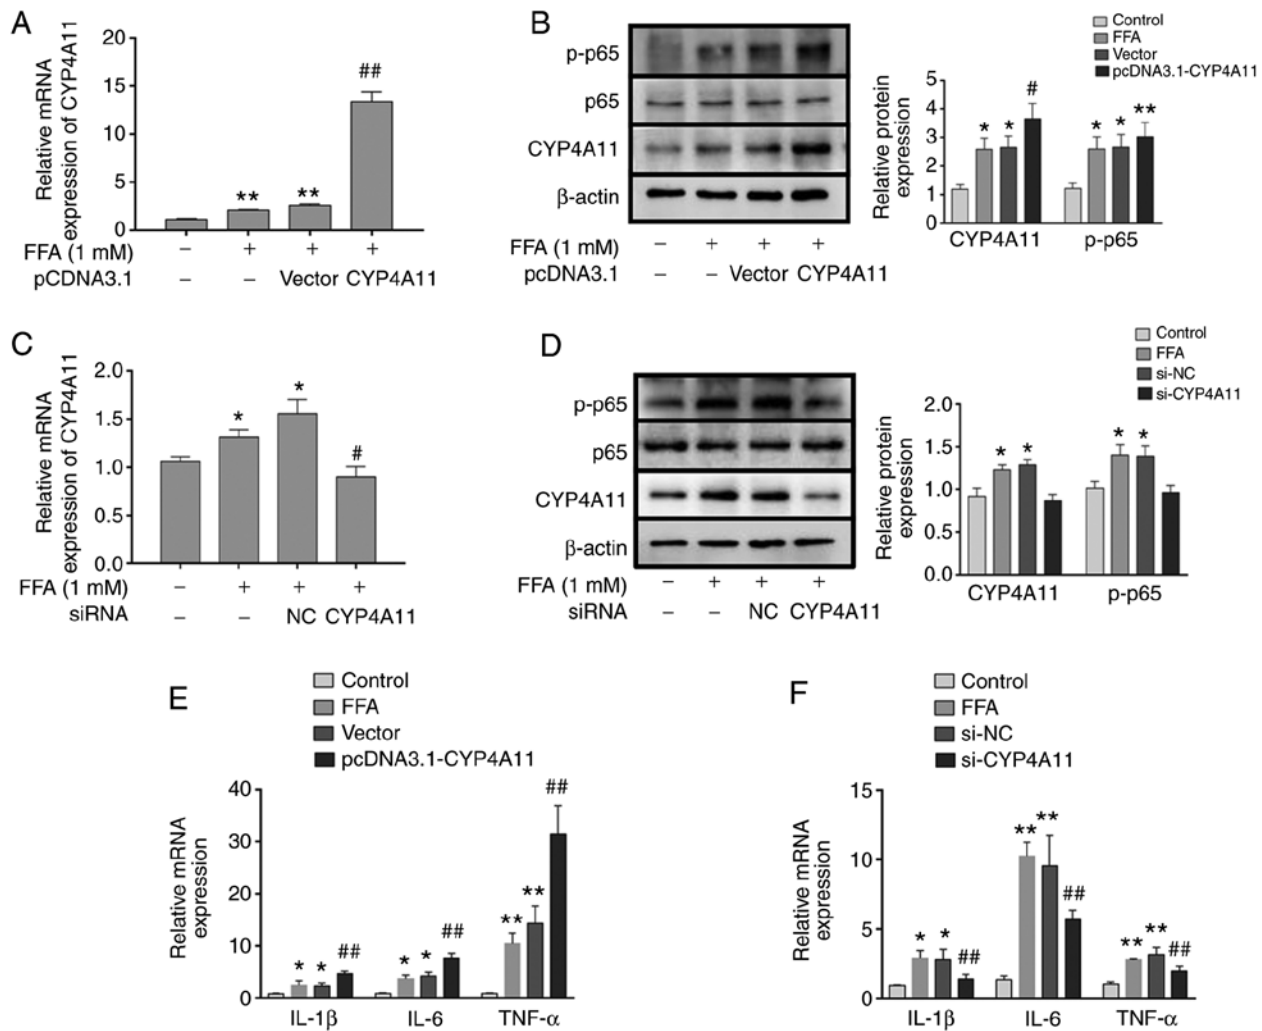 A
Relative mRNA
expression of CYP4A11
20
15
10
5
0
**
**
##
FFA (1 mM) – + + +
pCDNA3.1 – – Vector CYP4A11
B
p-p65
p65
CYP4A11
β-actin
FFA (1 mM) – + + +
pcDNA3.1 – – Vector CYP4A11
Control
FFA
Vector
pcDNA3.1-CYP4A11
Relative protein
expression
5
4
3
2
1
0
* * # * * **
CYP4A11 p-p65
C
Relative mRNA
expression of CYP4A11
2.0
1.5
1.0
0.5
0.0
*
*
#
FFA (1 mM) – + + +
siRNA – – NC CYP4A11
D
p-p65
p65
CYP4A11
β-actin
FFA (1 mM) – + + +
siRNA – – NC CYP4A11
Control
FFA
si-NC
si-CYP4A11
Relative protein
expression
2.0
1.5
1.0
0.5
0.0
* * * *
CYP4A11 p-p65
E
Control
FFA
Vector
pcDNA3.1-CYP4A11
Relative mRNA
expression
40
30
20
10
0
* * ## * * ## ** ** ##
IL-1β IL-6 TNF-α
F
Control
FFA
si-NC
si-CYP4A11
Relative mRNA
expression
15
10
5
0
* * ## ** ** ## ** ** ##
IL-1β IL-6 TNF-α